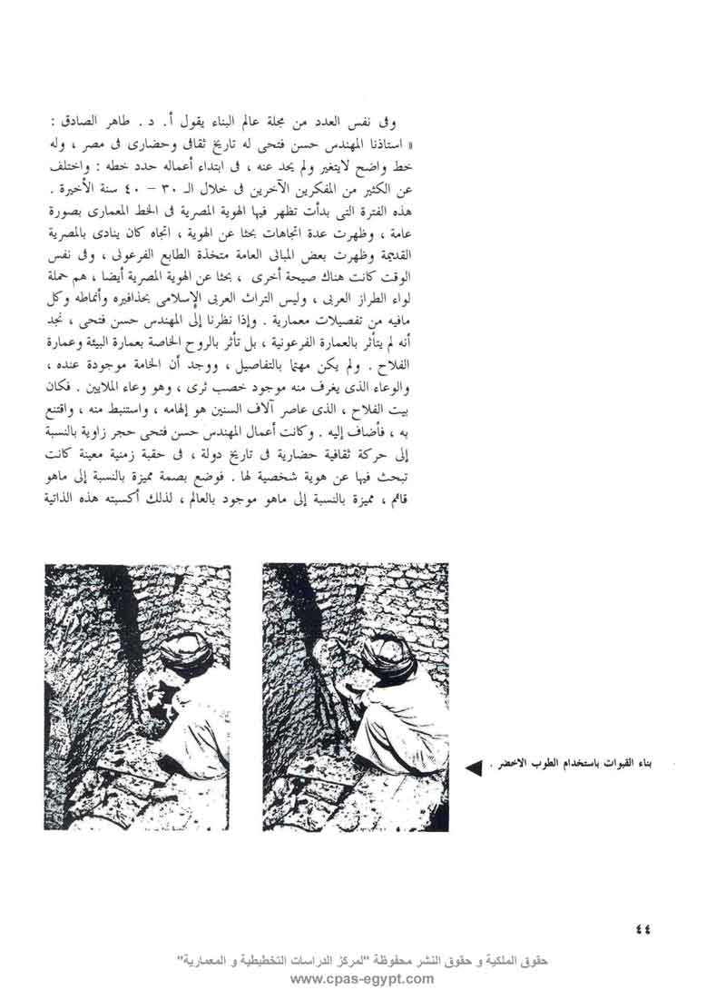 وفى نفس العدد من مجلة عالم البناء يقول أ. د. طاهر الصادق :
« استاذنا المهندس حسن فتحى له تاريخ ثقافى وحضارى فى مصر ، وله
خط واضح لايتغير ولم يحد عنه ، فى ابتداء أعماله حدد خطه : واختلف
عن الكثير من المفكرين الآخرين فى خلال الـ ٣٠ – ٤٠ سنة الأخيرة .
هذه الفترة التى بدأت تظهر فيها الهوية المصرية فى الخط المعمارى بصورة
عامة ، وظهرت عدة اتجاهات بحثا عن الهوية ، اتجاه كان ينادى بالمصرية
القديمة وظهرت بعض المبانى العامة متخذة الطابع الفرعونى ، وفى نفس
الوقت كانت هناك صيحة أخرى ، بحثا عن الهوية المصرية أيضا ، هم حملة
لواء الطراز العربى ، وليس التراث العربى الإسلامى بحذافيره وأنماطه وكل
مافيه من تفصيلات معمارية . وإذا نظرنا إلى المهندس حسن فتحى ، نجد
أنه لم يتأثر بالعمارة الفرعونية ، بل تأثر بالروح الخاصة بعمارة البيئة وعمارة
الفلاح . ولم يكن مهتما بالتفاصيل ، ووجد أن الخامة موجودة عنده ،
والوعاء الذى يغرف منه موجود خصب ثرى ، وهو وعاء الملايين . فكان
بيت الفلاح ، الذى عاصر آلاف السنين هو إلهامه ، واستنبط منه ، واقتنع
به ، فأضاف إليه . وكانت أعمال المهندس حسن فتحى حجر زاوية بالنسبة
إلى حركة ثقافية حضارية فى تاريخ دولة ، فى حقبة زمنية معينة كانت
تبحث فيها عن هوية شخصية لها . فوضع بصمة مميزة بالنسبة إلى ماهو
قائم ، مميزة بالنسبة إلى ماهو موجود بالعالم ، لذلك أكسبته هذه الذاتية
بناء القبوات باستخدام الطوب الاخضر .
٤٤
حقوق الملكية و حقوق النشر محفوظة "لمركز الدراسات التخطيطية و المعمارية"
www.cpas-egypt.com